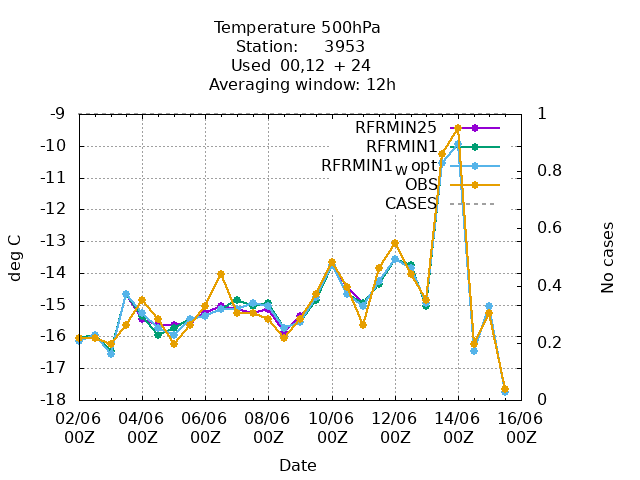 Temperature 500hPa
Station: 3953
Used 00,12 + 24
Averaging window: 12h
-9
-10
-11
-12
-13
-14
-15
-16
-17
-18
deg C
1
0.8
0.6
0.4
0.2
0
No cases
RFRMIN25
RFRMIN1
RFRMIN1wopt
OBS
CASES
02/06 04/06 06/06 08/06 10/06 12/06 14/06 16/06
00Z 00Z 00Z 00Z 00Z 00Z 00Z 00Z
Date